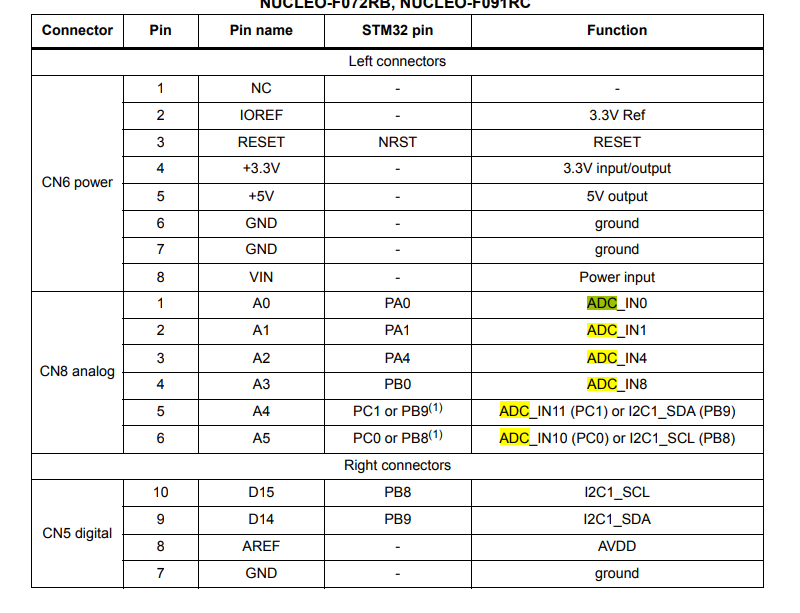 NUCLEO-F072RB, NUCLEO-F091RC
Connector Pin Pin name STM32 pin Function
Left connectors
CN6 power
1 NC - -
2 IOREF - 3.3V Ref
3 RESET NRST RESET
4 +3.3V - 3.3V input/output
5 +5V - 5V output
6 GND - ground
7 GND - ground
8 VIN - Power input
CN8 analog
1 A0 PA0 ADC_IN0
2 A1 PA1 ADC_IN1
3 A2 PA4 ADC_IN4
4 A3 PB0 ADC_IN8
5 A4 PC1 or PB9(1) ADC_IN11 (PC1) or I2C1_SDA (PB9)
6 A5 PC0 or PB8(1) ADC_IN10 (PC0) or I2C1_SCL (PB8)
Right connectors
CN5 digital
10 D15 PB8 I2C1_SCL
9 D14 PB9 I2C1_SDA
8 AREF - AVDD
7 GND - ground